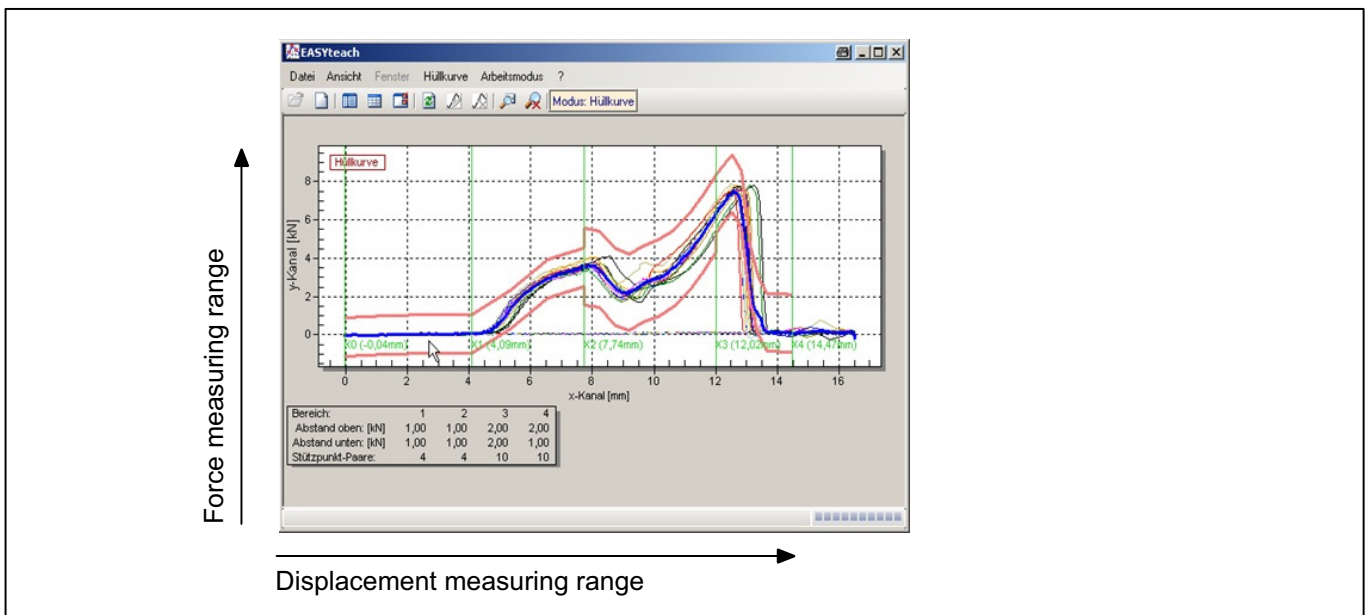 EASYteach
Datei Ansicht Fenster Hüllkurve Arbeitsmodus ?
Modus: Hüllkurve
Hüllkurve
8
6
4
2
0
y-Kanal [kN]
X0 (-0,04mm) X1 (4,09mm) X2 (7,74mm) X3 (12,02mm) X4 (14,47mm)
0 2 4 6 8 10 12 14 16
x-Kanal [mm]
Bereich: 1 2 3 4
Abstand oben: [kN] 1,00 1,00 2,00 2,00
Abstand unten: [kN] 1,00 1,00 2,00 1,00
Stützpunkt-Paare: 4 4 10 10
Force measuring range
Displacement measuring range